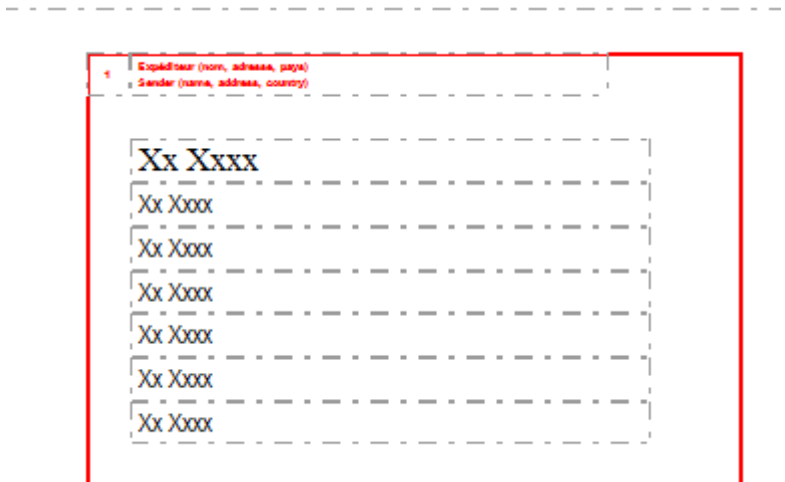 1 Expéditeur (nom, adresse, pays)
Sender (name, address, country)
Xx Xxxx
Xx Xxxx
Xx Xxxx
Xx Xxxx
Xx Xxxx
Xx Xxxx
Xx Xxxx